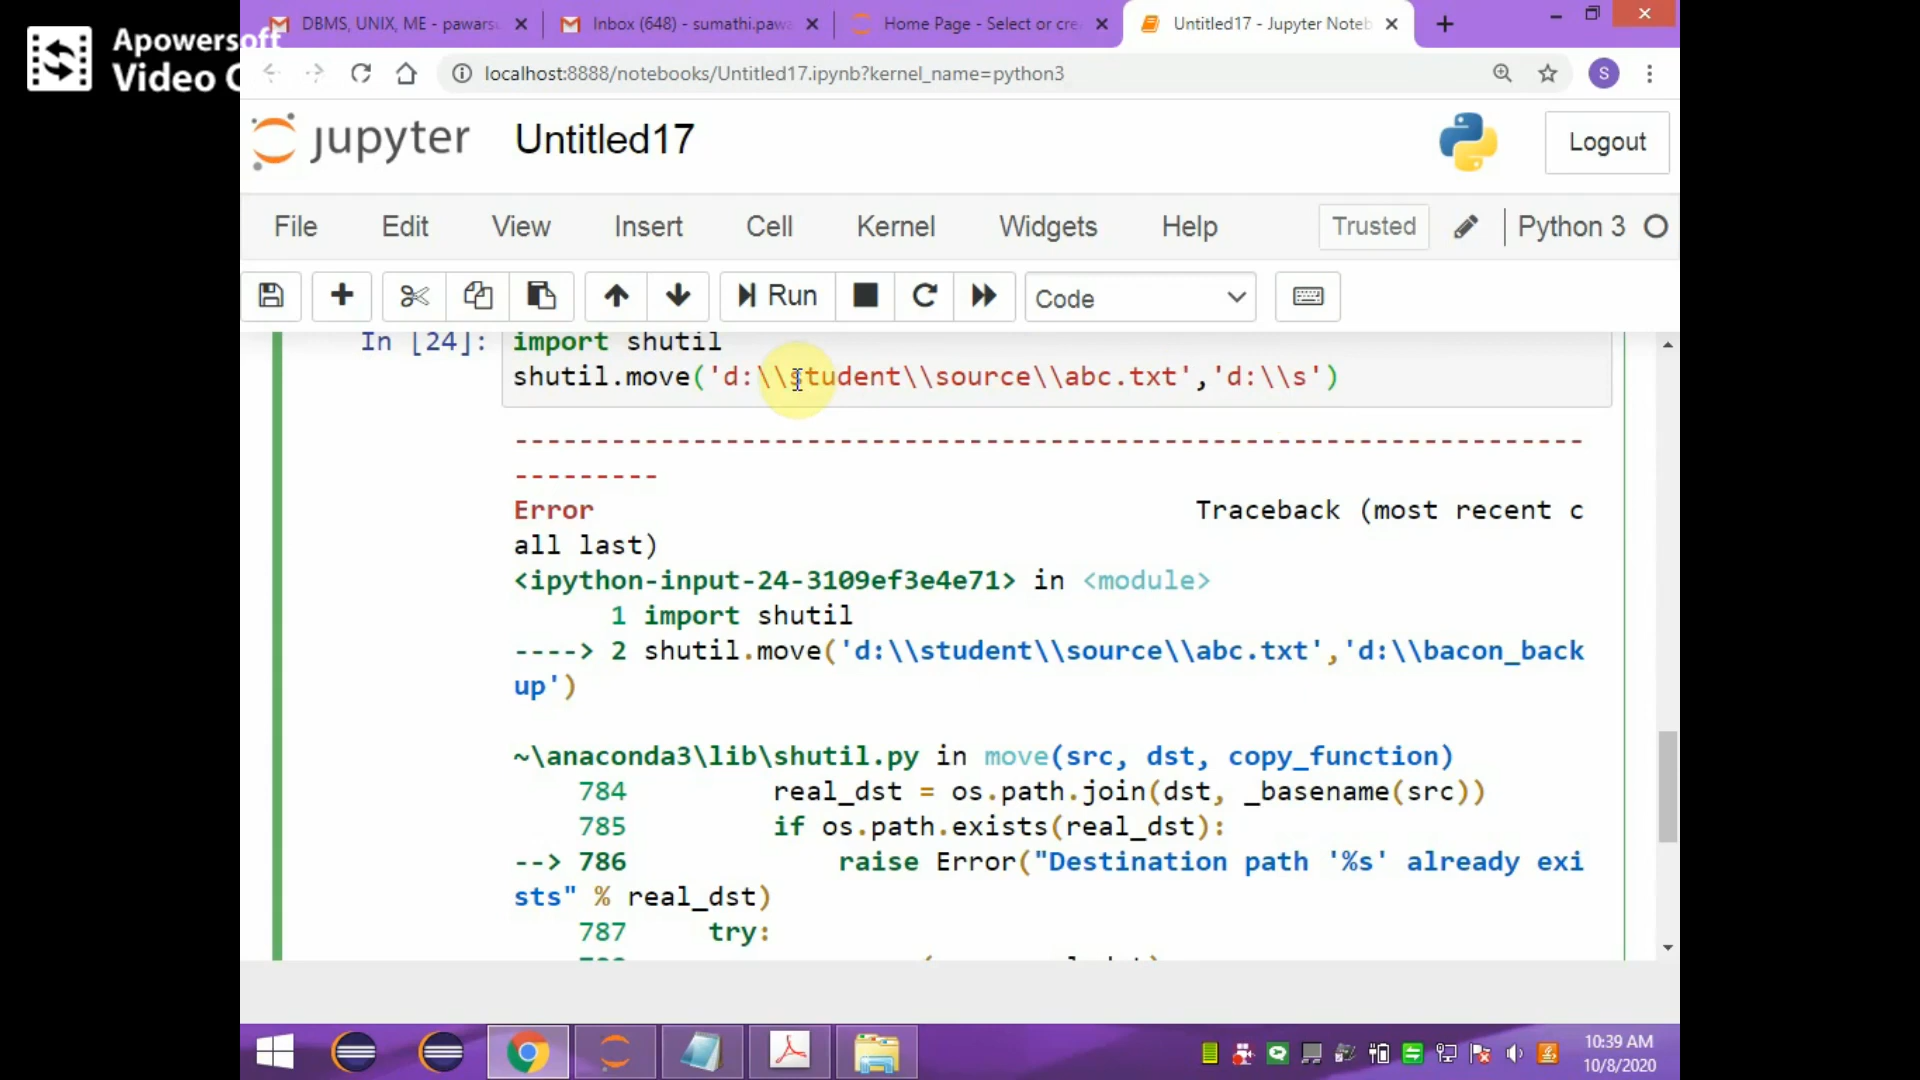 Apowersoft
Video C
DBMS, UNIX, ME - pawars
Inbox (648) - sumathi.pawa
Home Page - Select or cre
Untitled17 - Jupyter Noteb
localhost:8888/notebooks/Untitled17.ipynb?kernel_name=python3
S
jupyter Untitled17
Logout
File Edit View Insert Cell Kernel Widgets Help
Trusted
Python 3
Run
Code
In [24]: import shutil
shutil.move('d:\\student\\source\\abc.txt','d:\\s')
---------------------------------------------------------------------------
Error Traceback (most recent c
all last)
<ipython-input-24-3109ef3e4e71> in <module>
1 import shutil
----> 2 shutil.move('d:\\student\\source\\abc.txt','d:\\bacon_back
up')
~\anaconda3\lib\shutil.py in move(src, dst, copy_function)
784 real_dst = os.path.join(dst, _basename(src))
785 if os.path.exists(real_dst):
--> 786 raise Error("Destination path '%s' already exi
sts" % real_dst)
787 try:
10:39 AM
10/8/2020